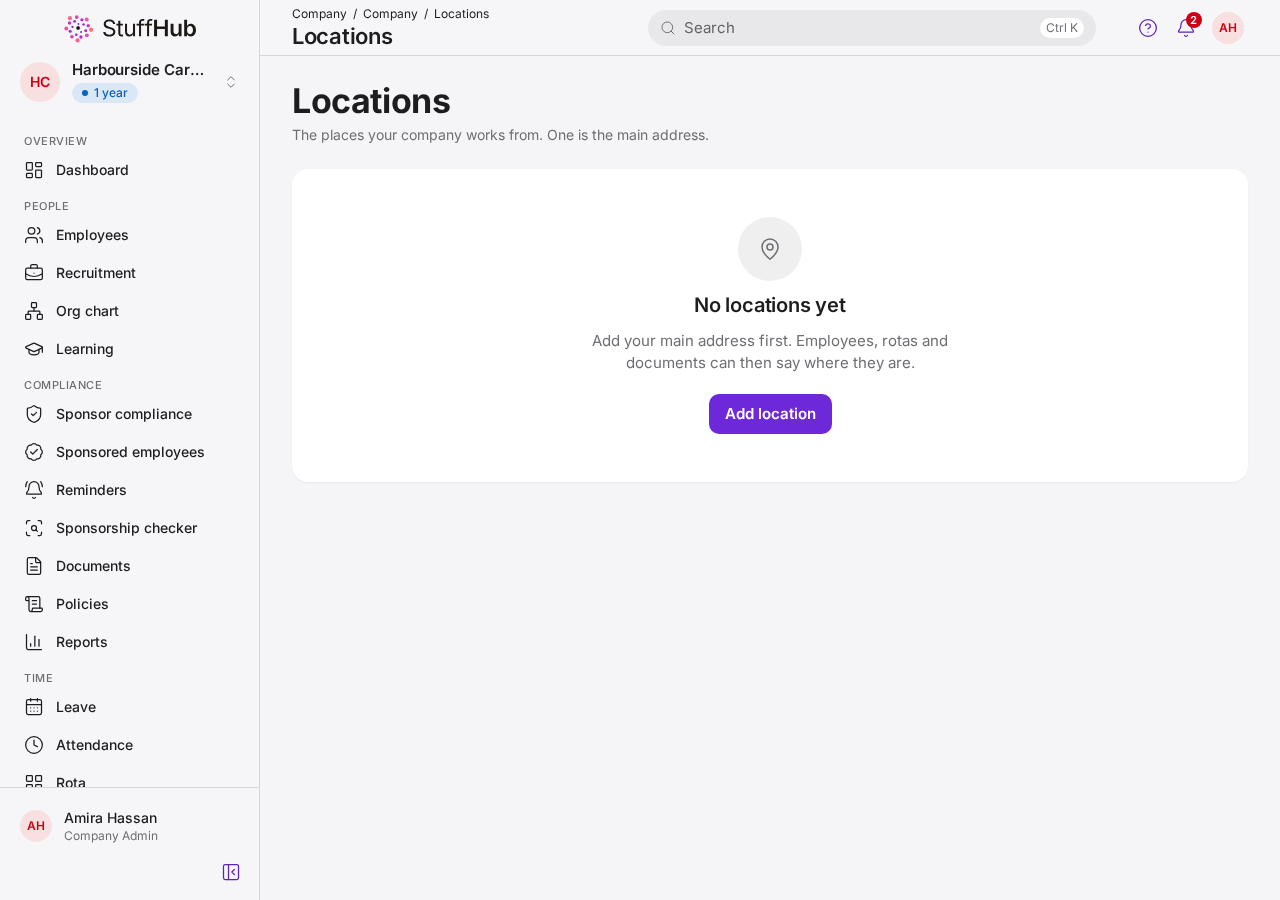 StuffHub
HC
Harbourside Car...
1 year
OVERVIEW
Dashboard
PEOPLE
Employees
Recruitment
Org chart
Learning
COMPLIANCE
Sponsor compliance
Sponsored employees
Reminders
Sponsorship checker
Documents
Policies
Reports
TIME
Leave
Attendance
Rota
AH
Amira Hassan
Company Admin
Company / Company / Locations
Locations
Search
Ctrl K
2
AH
Locations
The places your company works from. One is the main address.
No locations yet
Add your main address first. Employees, rotas and
documents can then say where they are.
Add location